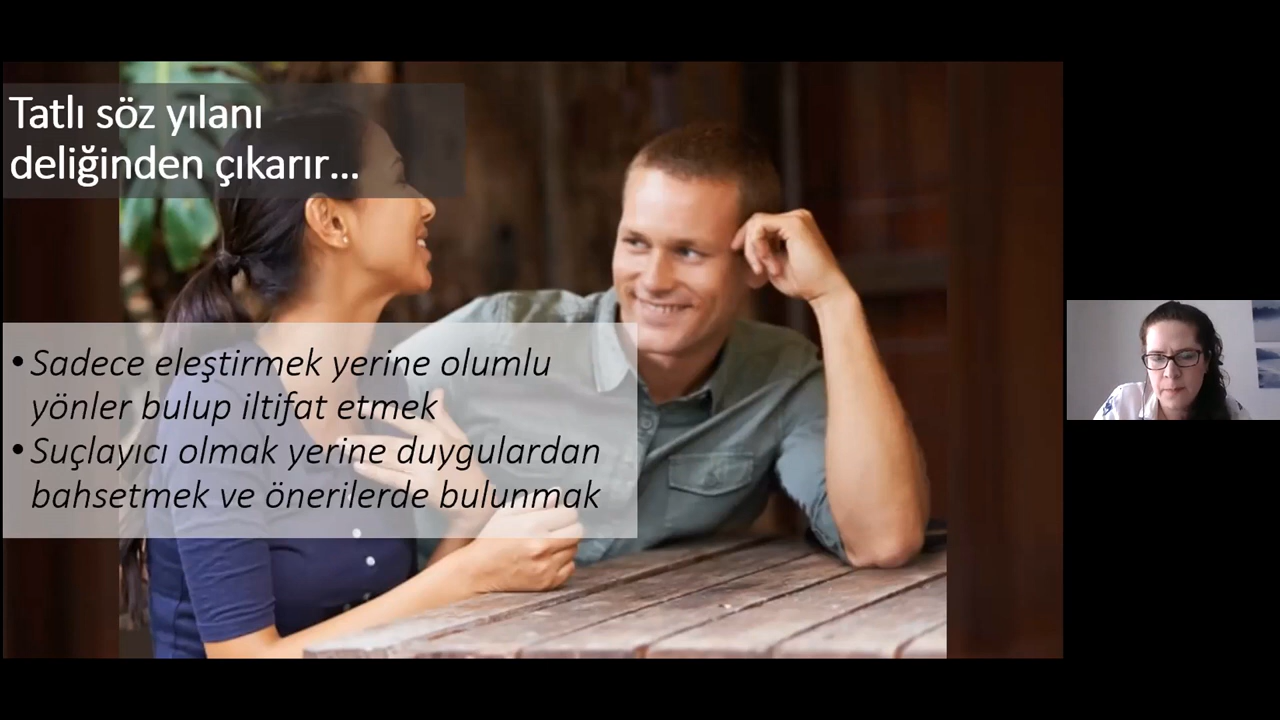 Tatlı söz yılanı
deliğinden çıkarır...
• Sadece eleştirmek yerine olumlu
yönler bulup iltifat etmek
• Suçlayıcı olmak yerine duygulardan
bahsetmek ve önerilerde bulunmak